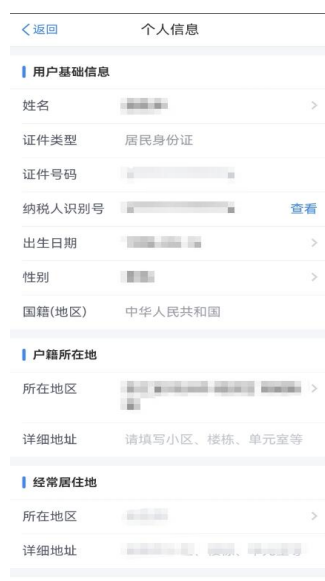 返回
个人信息
用户基础信息
姓名
证件类型 居民身份证
证件号码
纳税人识别号 查看
出生日期
性别
国籍(地区) 中华人民共和国
户籍所在地
所在地区
详细地址 请填写小区、楼栋、单元室等
经常居住地
所在地区
详细地址